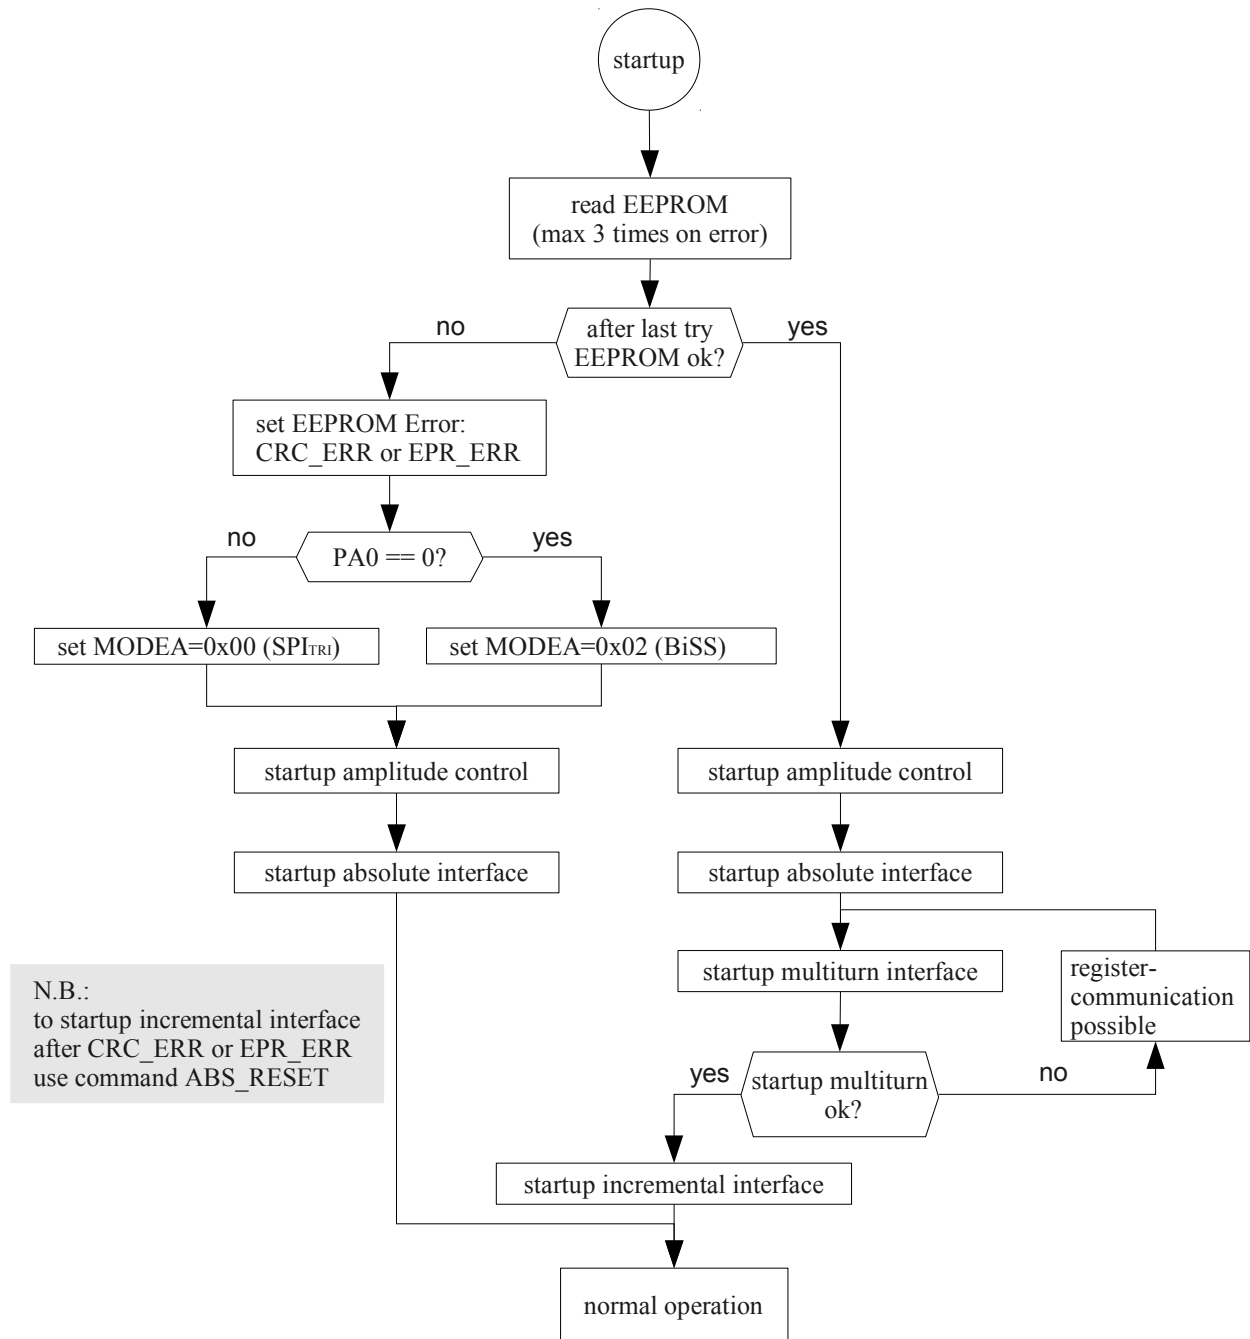 startup
read EEPROM
(max 3 times on error)
no
after last try
EEPROM ok?
yes
set EEPROM Error:
CRC_ERR or EPR_ERR
no
PA0 == 0?
yes
set MODEA=0x00 (SPITRI)
set MODEA=0x02 (BiSS)
startup amplitude control
startup amplitude control
startup absolute interface
startup absolute interface
startup multiturn interface
register-
communication
possible
N.B.:
to startup incremental interface
after CRC_ERR or EPR_ERR
use command ABS_RESET
yes
startup multiturn
ok?
no
startup incremental interface
normal operation